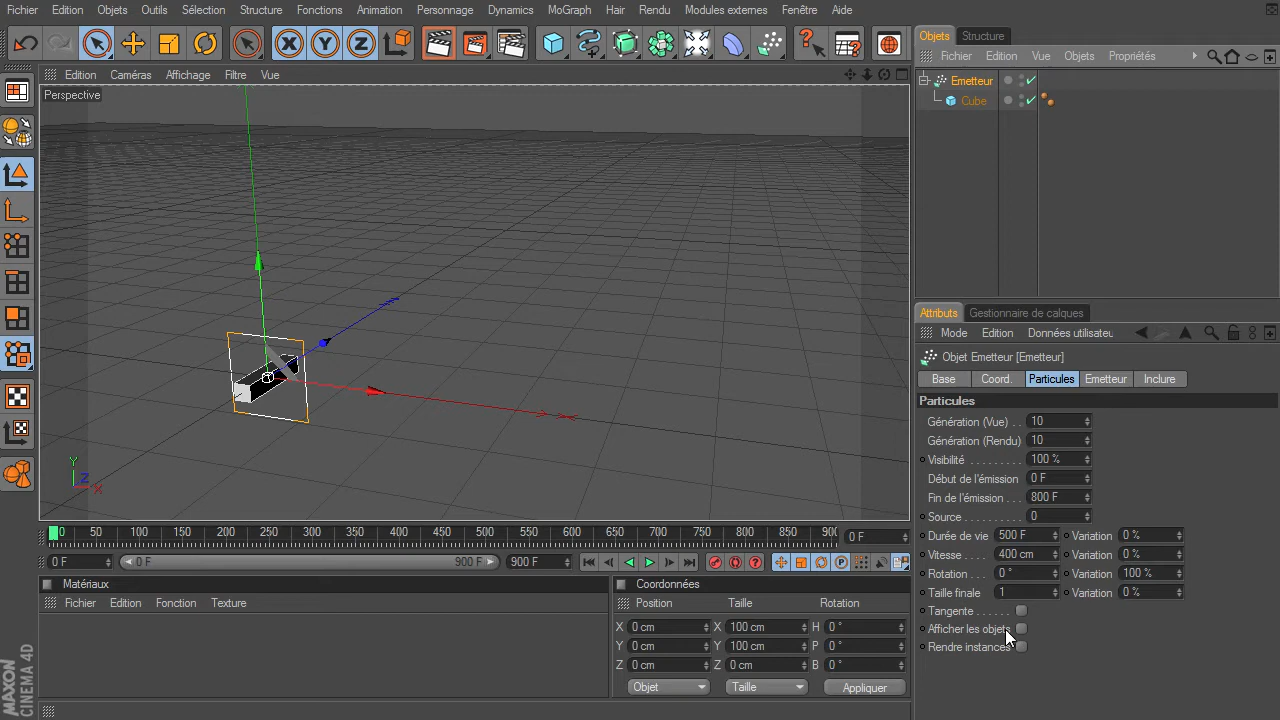 Fichier Edition Objets Outils Sélection Structure Fonctions Animation Personnage Dynamics MoGraph Hair Rendu Modules externes Fenêtre Aide
Objets Structure
Fichier Edition Vue Objets Propriétés
Edition Caméras Affichage Filtre Vue
Perspective
Emetteur
Cube
Y
Z
X
Attributs Gestionnaire de calques
Mode Edition Données utilisateu
Objet Emetteur [Emetteur]
Base Coord. Particules Emetteur Inclure
Particules
Génération (Vue) . . 10
Génération (Rendu) 10
Visibilité . . . . . . . . . 100 %
Début de l'émission 0 F
Fin de l'émission . . 800 F
Source . . . . . . . . . . 0
Durée de vie 500 F Variation 0 %
Vitesse . . . . 400 cm Variation 0 %
Rotation . . . 0 ° Variation 100 %
Taille finale 1 Variation 0 %
Tangente . . . . . .
Afficher les objets
Rendre instances
0 50 100 150 200 250 300 350 400 450 500 550 600 650 700 750 800 850 900 0 F
0 F 0 F 900 F 900 F
Matériaux
Fichier Edition Fonction Texture
Coordonnées
Position Taille Rotation
X 0 cm X 100 cm H 0 °
Y 0 cm Y 100 cm P 0 °
Z 0 cm Z 0 cm B 0 °
Objet Taille Appliquer
MAXON
CINEMA 4D